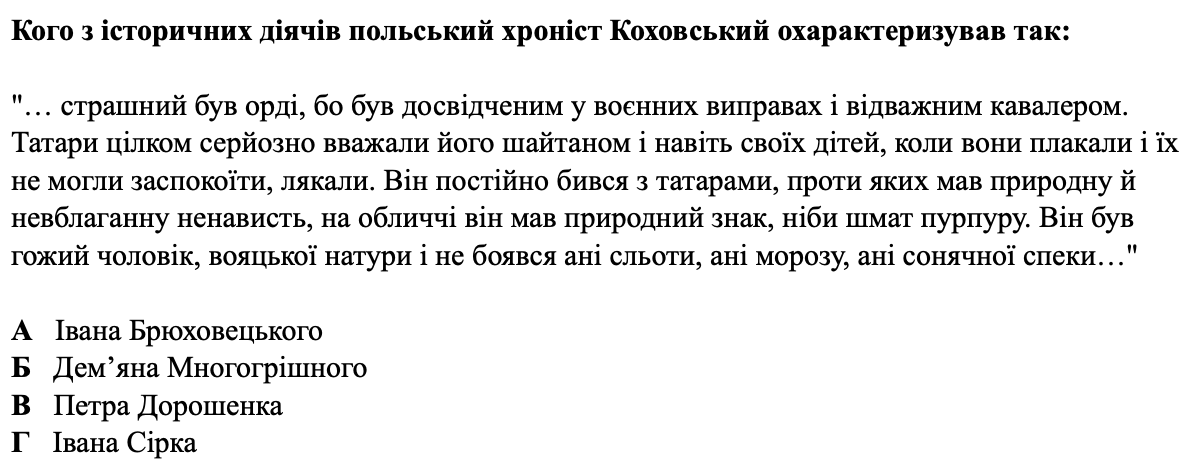 Кого з історичних діячів польський хроніст Коховський охарактеризував так:
"… страшний був орді, бо був досвідченим у воєнних виправах і відважним кавалером.
Татари цілком серйозно вважали його шайтаном і навіть своїх дітей, коли вони плакали і їх
не могли заспокоїти, лякали. Він постійно бився з татарами, проти яких мав природну й
невблаганну ненависть, на обличчі він мав природний знак, ніби шмат пурпуру. Він був
гожий чоловік, вояцької натури і не боявся ані сльоти, ані морозу, ані сонячної спеки…"
А Івана Брюховецького
Б Дем’яна Многогрішного
В Петра Дорошенка
Г Івана Сірка